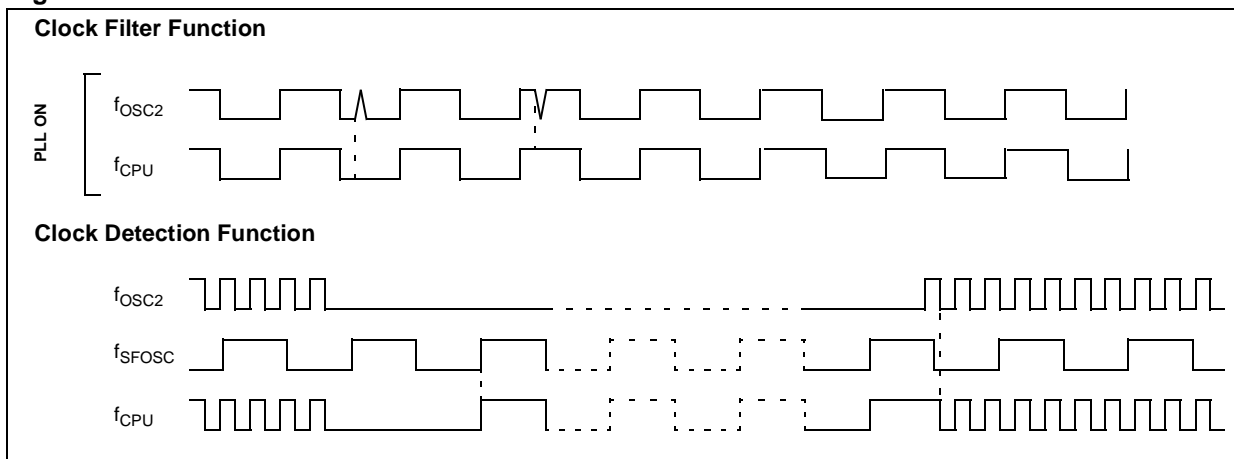 Clock Filter Function
PLL ON
fOSC2
fCPU
Clock Detection Function
fOSC2
fSFOSC
fCPU